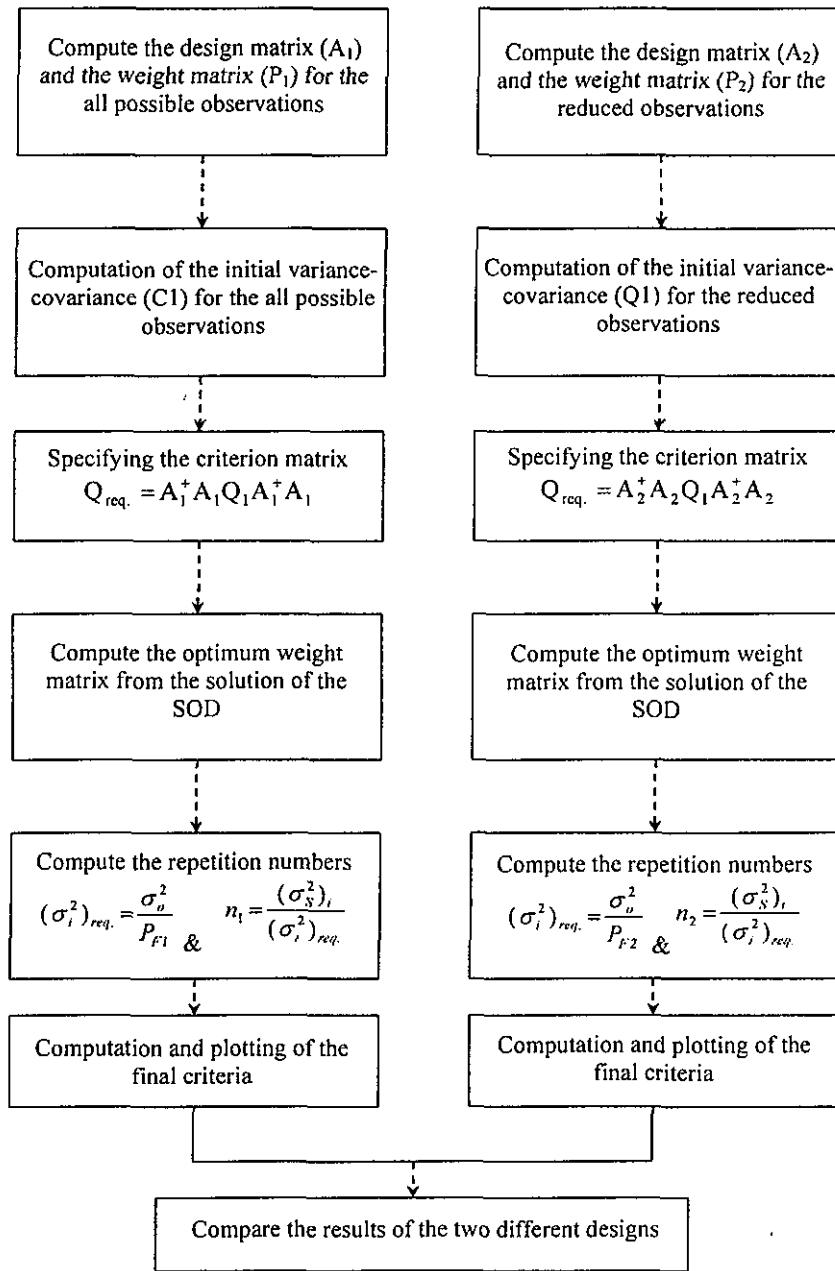 Compute the design matrix (A₁)
and the weight matrix (P₁) for the
all possible observations
Compute the design matrix (A₂)
and the weight matrix (P₂) for the
reduced observations
Computation of the initial variance-
covariance (C1) for the all possible
observations
Computation of the initial variance-
covariance (Q1) for the reduced
observations
Specifying the criterion matrix
Q_req. = A₁⁺A₁Q₁A₁⁺A₁
Specifying the criterion matrix
Q_req. = A₂⁺A₂Q₁A₂⁺A₂
Compute the optimum weight
matrix from the solution of the
SOD
Compute the optimum weight
matrix from the solution of the
SOD
Compute the repetition numbers
(σᵢ²)_req. = σₒ² / P_F1 & n₁ = (σ_S²)ᵢ / (σᵢ²)_req.
Compute the repetition numbers
(σᵢ²)_req. = σₒ² / P_F2 & n₂ = (σ_S²)ᵢ / (σᵢ²)_req.
Computation and plotting of the
final criteria
Computation and plotting of the
final criteria
Compare the results of the two different designs